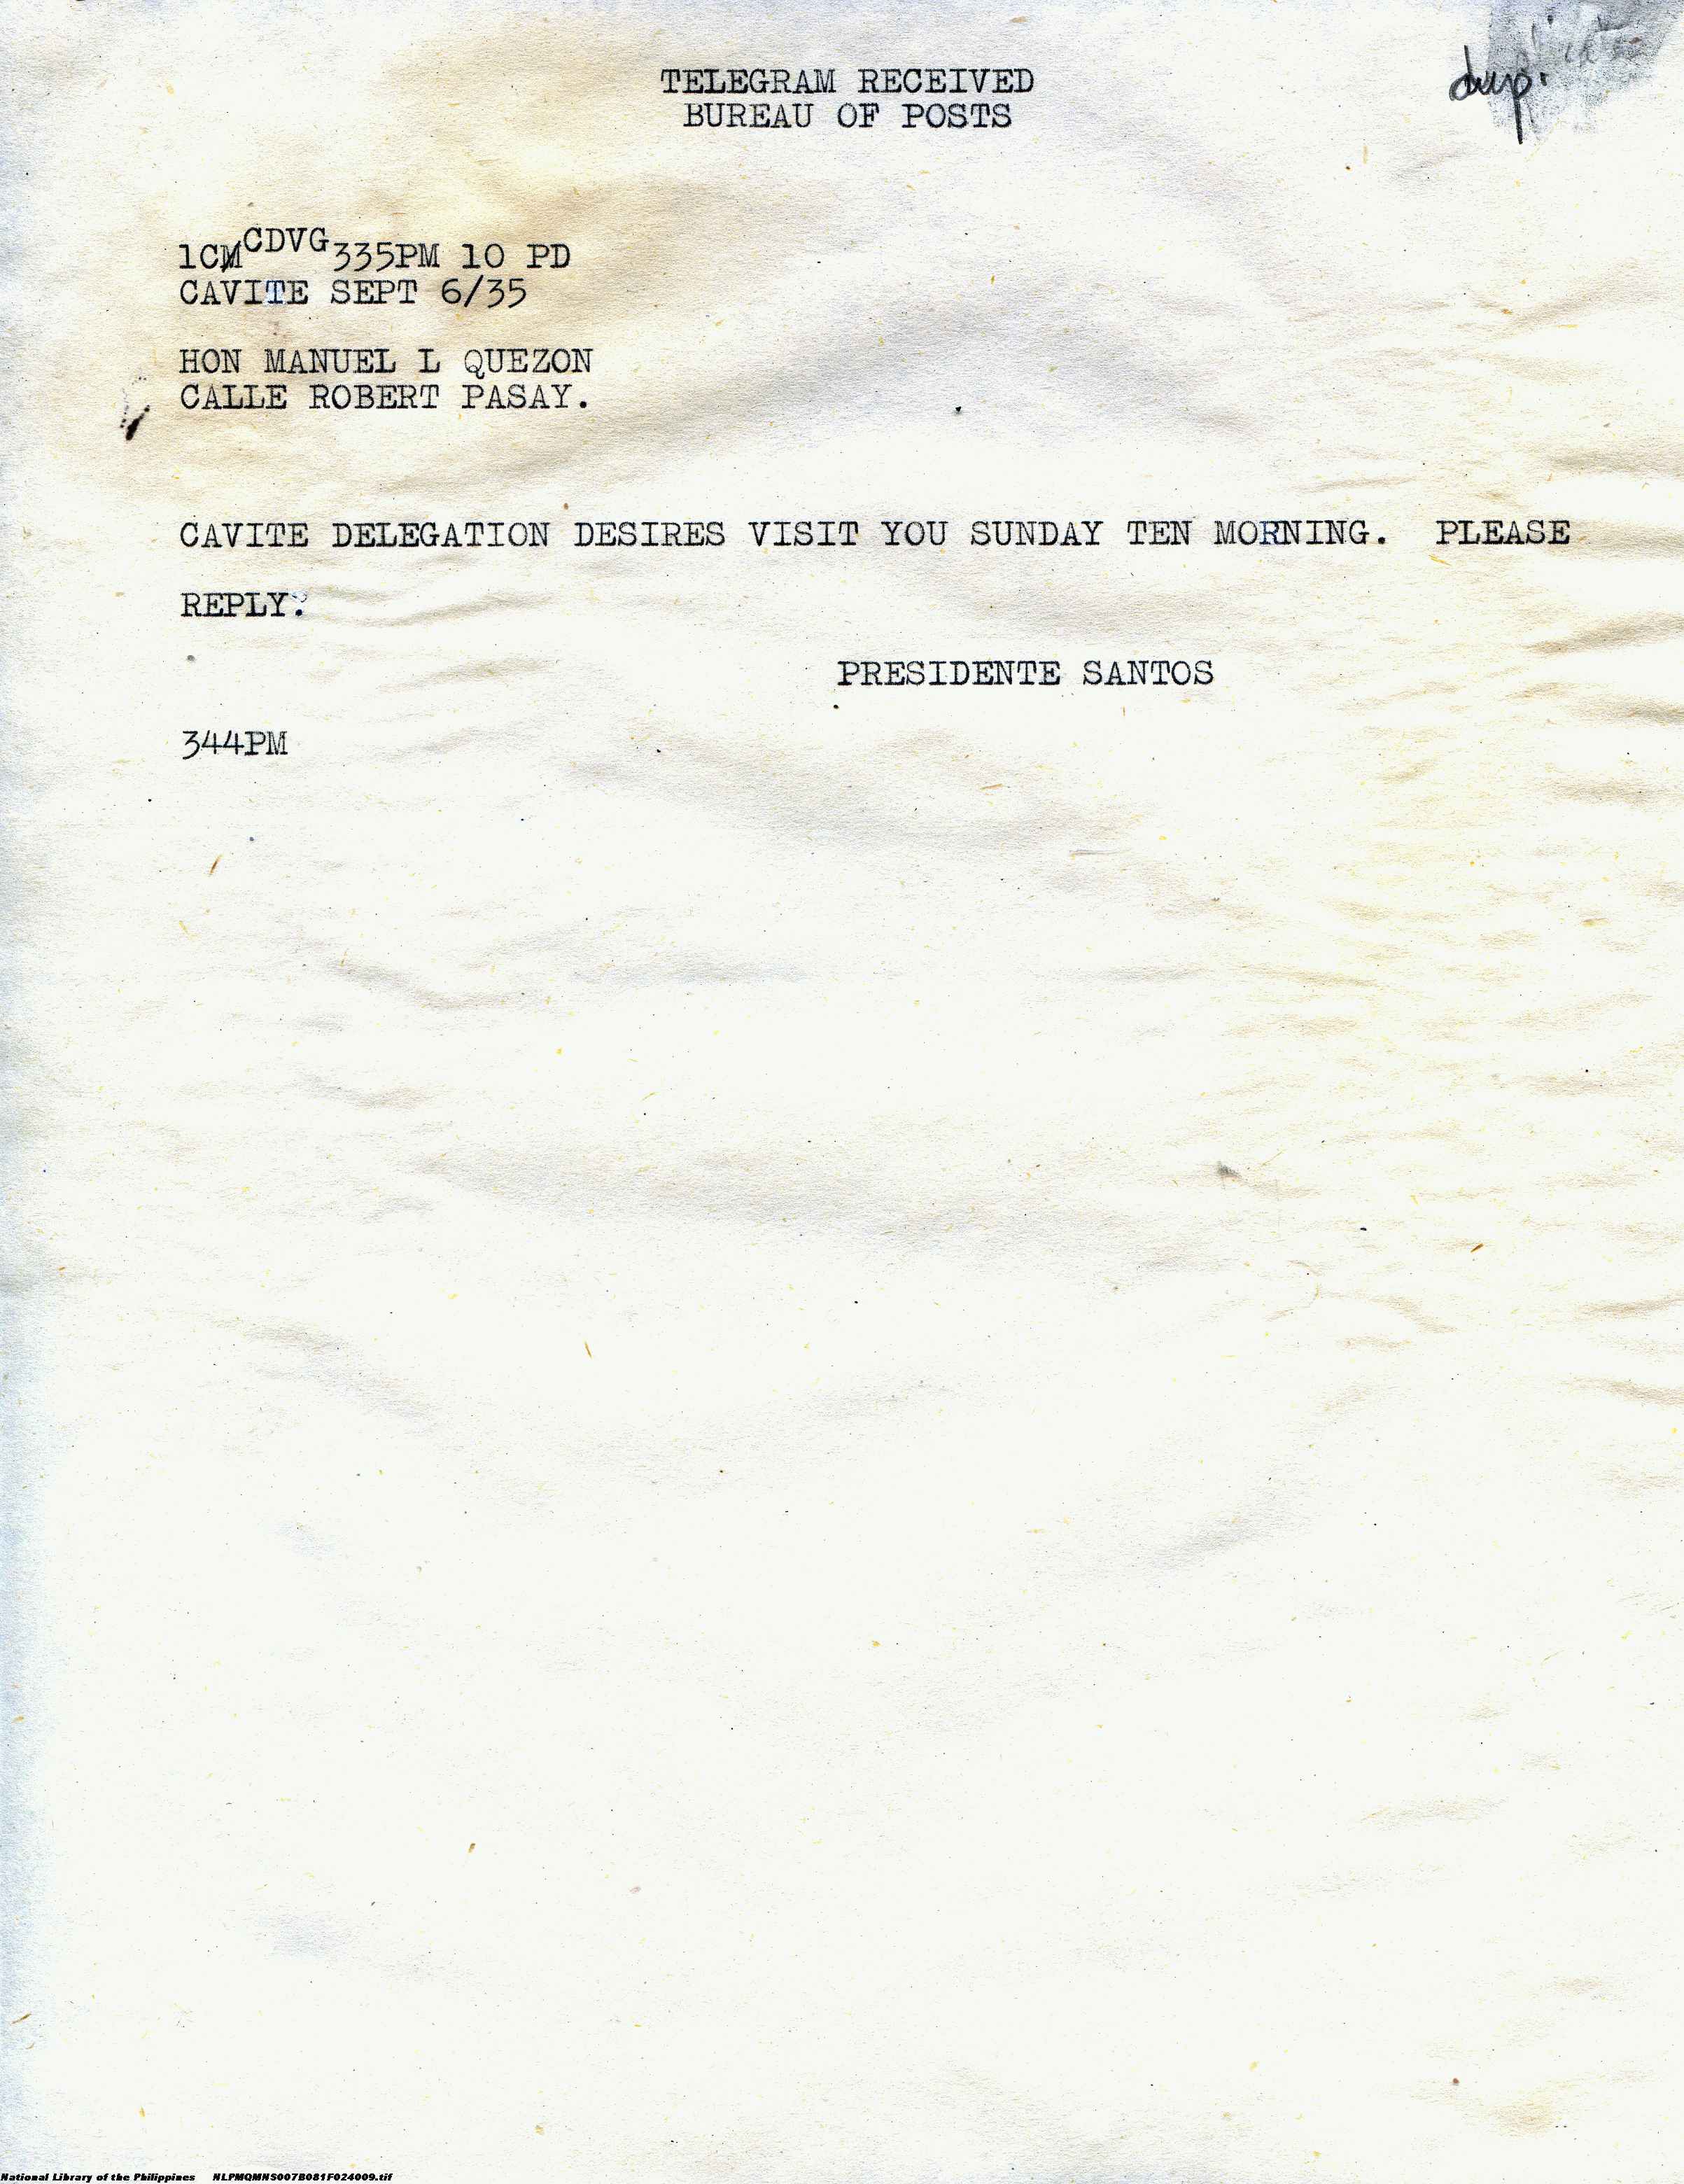 dup.
TELEGRAM RECEIVED
BUREAU OF POSTS
1CM CDVG 335PM 10 PD
CAVITE SEPT 6/35
HON MANUEL L QUEZON
CALLE ROBERT PASAY.
CAVITE DELEGATION DESIRES VISIT YOU SUNDAY TEN MORNING. PLEASE
REPLY.
PRESIDENTE SANTOS
344PM
National Library of the Philippines NLPMQMNS007B081F024009.tif